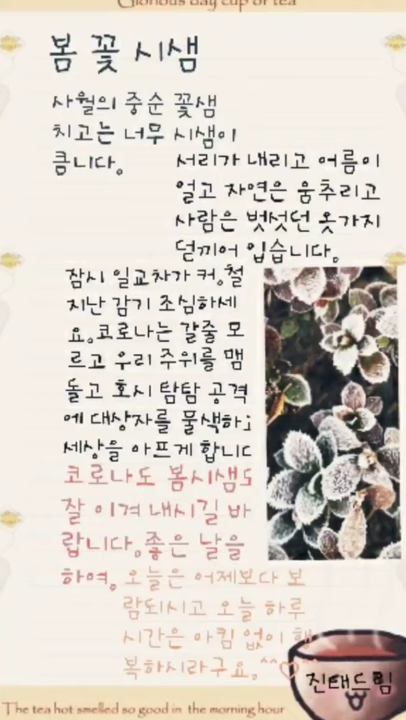 Glorious day cup of tea
봄 꽃 시샘
사월의 중순 꽃샘
치고는 너무 시샘이
큼니다.
서리가 내리고 어름이
얼고 자연은 움추리고
사람은 벗섯던 옷가지
덛끼어 입습니다.
잠시 일교차가 커.철
지난 감기 조심하세
요.코로나는 갈줄 모
르고 우리 주위를 맴
돌고 호시 탐탐 공격
에 대상자를 물색하
세상을 아프게 합니다
코로나도 봄시샘도
잘 이겨 내시길 바
랍니다.좋은 날을
하여. 오늘은 어제보다 보
람되시고 오늘 하루
시간은 아낌 없이 해
복하시라구요.^^♡^^
진태드림
The tea hot smelled so good in the morning hour